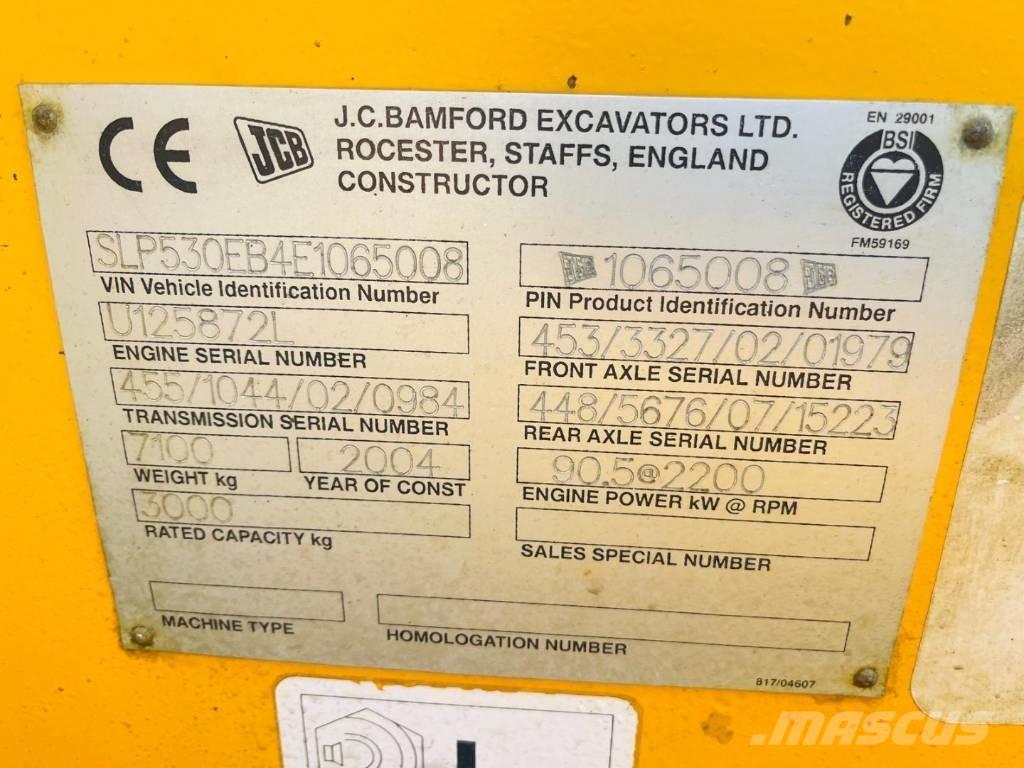 CE
JCB
J.C.BAMFORD EXCAVATORS LTD.
ROCESTER, STAFFS, ENGLAND
CONSTRUCTOR
EN 29001
BSI
REGISTERED FIRM
FM59169
SLP530EB4E1065008
VIN Vehicle Identification Number
JCB 1065008 JCB
PIN Product Identification Number
U125872L
ENGINE SERIAL NUMBER
453/3327/02/01979
FRONT AXLE SERIAL NUMBER
455/1044/02/0984
TRANSMISSION SERIAL NUMBER
448/5676/07/15223
REAR AXLE SERIAL NUMBER
7100
WEIGHT kg
2004
YEAR OF CONST
90.5@2200
ENGINE POWER kW @ RPM
3000
RATED CAPACITY kg
SALES SPECIAL NUMBER
MACHINE TYPE
HOMOLOGATION NUMBER
817/04607
MASCUS